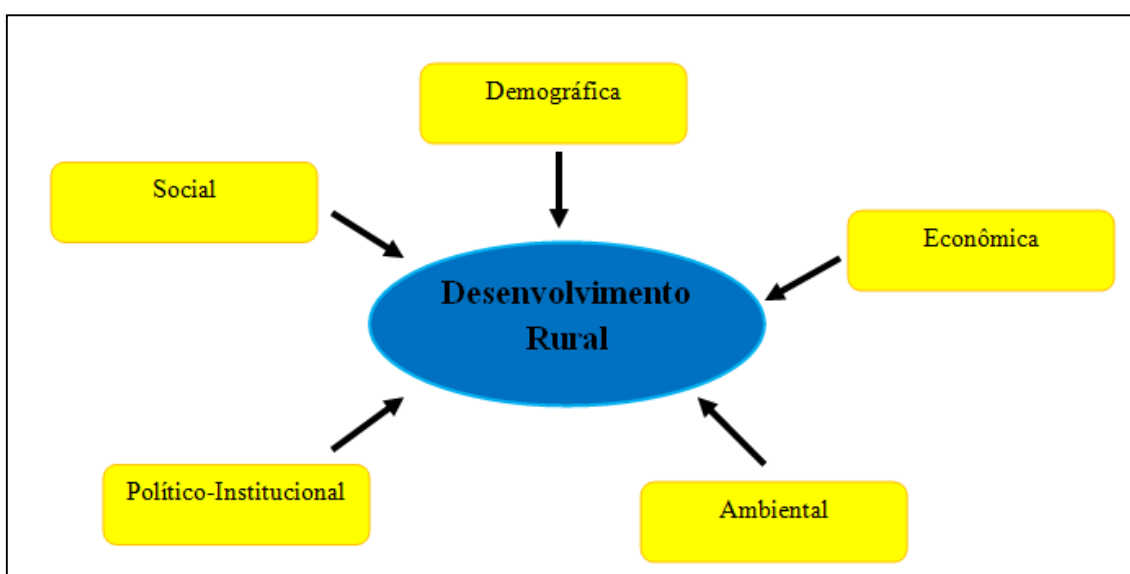 Demográfica
Social
Econômica
Desenvolvimento
Rural
Político-Institucional
Ambiental